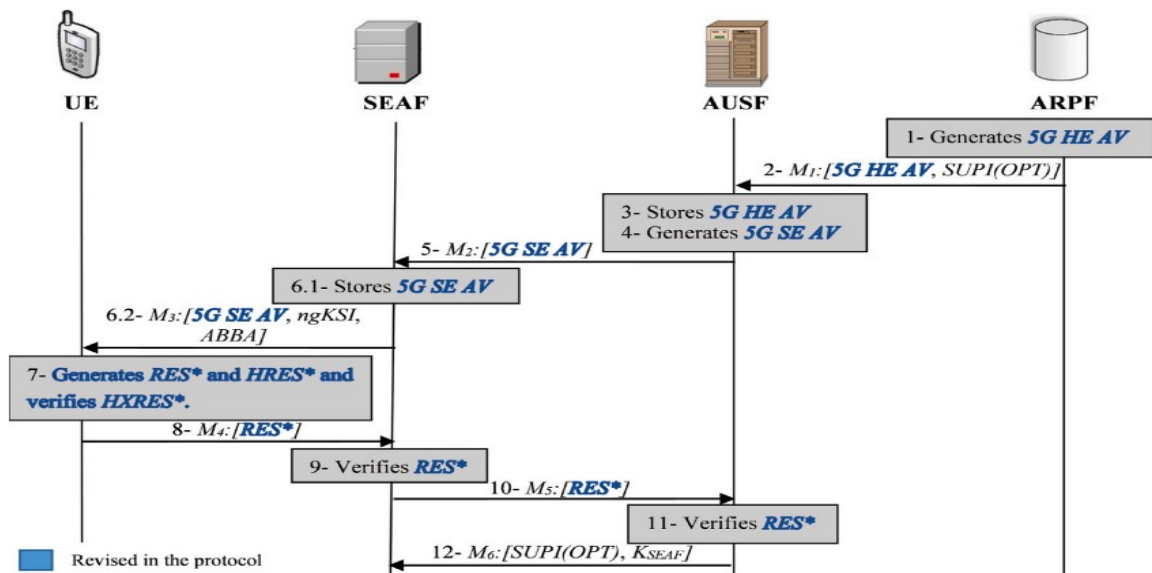 UE
SEAF
AUSF
ARPF
1- Generates 5G HE AV
2- M1:[5G HE AV, SUPI(OPT)]
3- Stores 5G HE AV
4- Generates 5G SE AV
5- M2:[5G SE AV]
6.1- Stores 5G SE AV
6.2- M3:[5G SE AV, ngKSI,
ABBA]
7- Generates RES* and HRES* and
verifies HXRES*.
8- M4:[RES*]
9- Verifies RES*
10- M5:[RES*]
11- Verifies RES*
12- M6:[SUPI(OPT), KSEAF]
Revised in the protocol